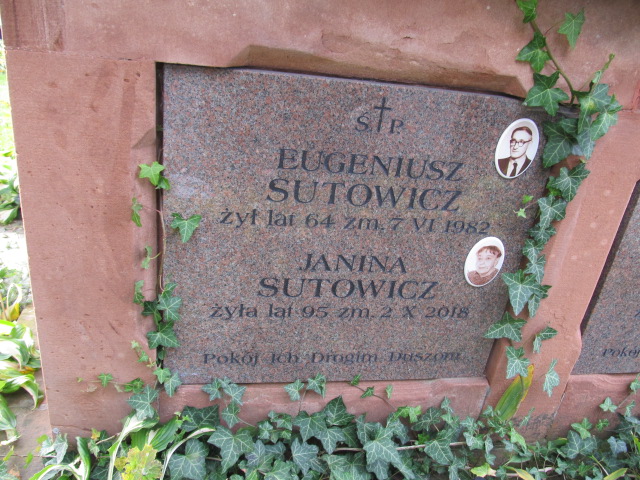 S†P
EUGENIUSZ
SUTOWICZ
żył lat 64 zm. 7 VI 1982
JANINA
SUTOWICZ
żyła lat 95 zm. 2 X 2018
Pokój Ich Drogim Duszom
Pokój